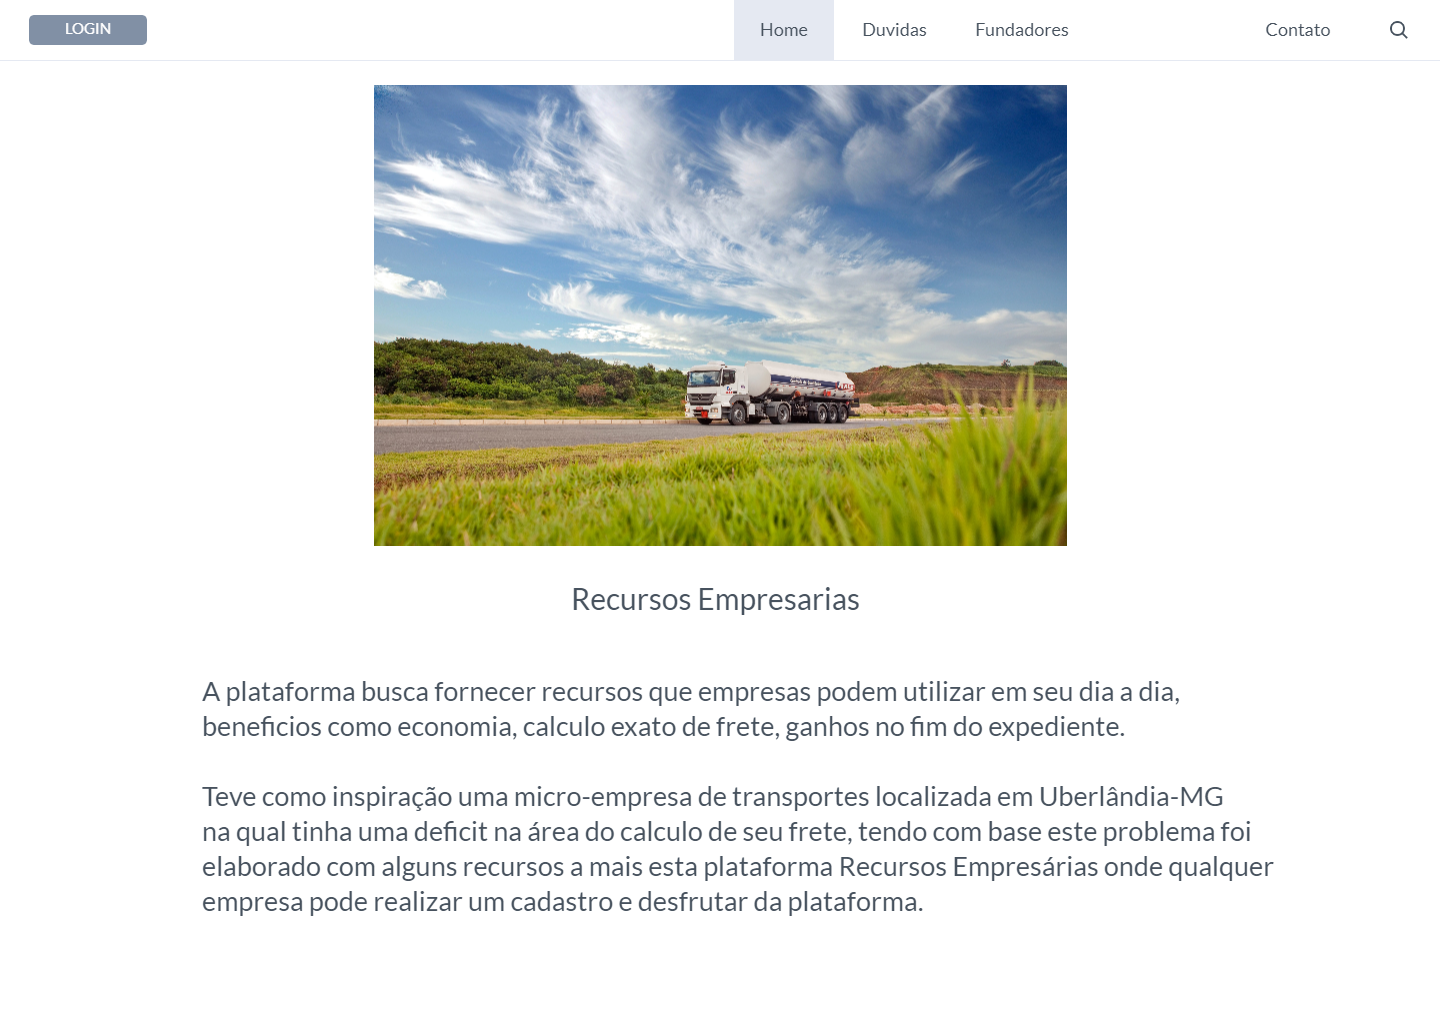 LOGIN
Home
Duvidas
Fundadores
Contato
Recursos Empresarias
A plataforma busca fornecer recursos que empresas podem utilizar em seu dia a dia,
beneficios como economia, calculo exato de frete, ganhos no fim do expediente.
Teve como inspiração uma micro-empresa de transportes localizada em Uberlândia-MG
na qual tinha uma deficit na área do calculo de seu frete, tendo com base este problema foi
elaborado com alguns recursos a mais esta plataforma Recursos Empresárias onde qualquer
empresa pode realizar um cadastro e desfrutar da plataforma.